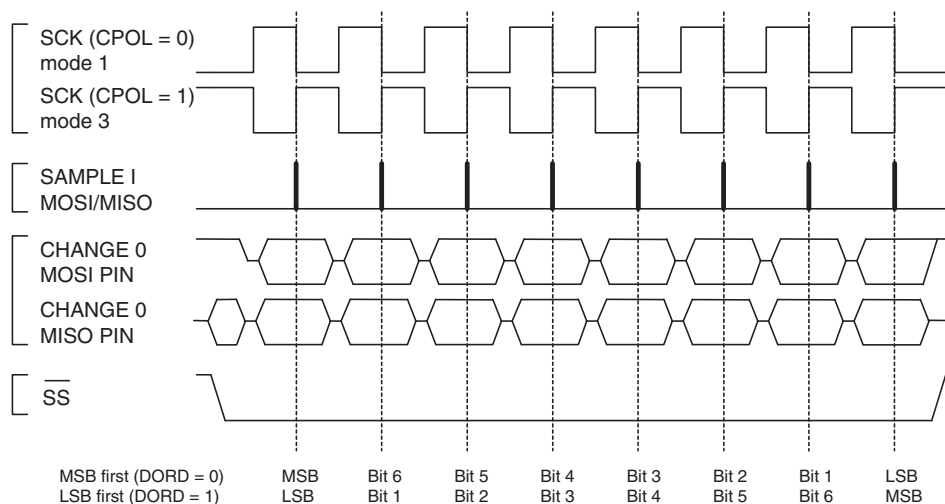 SCK (CPOL = 0)
mode 1
SCK (CPOL = 1)
mode 3
SAMPLE I
MOSI/MISO
CHANGE 0
MOSI PIN
CHANGE 0
MISO PIN
SS
MSB first (DORD = 0) MSB Bit 6 Bit 5 Bit 4 Bit 3 Bit 2 Bit 1 LSB
LSB first (DORD = 1) LSB Bit 1 Bit 2 Bit 3 Bit 4 Bit 5 Bit 6 MSB